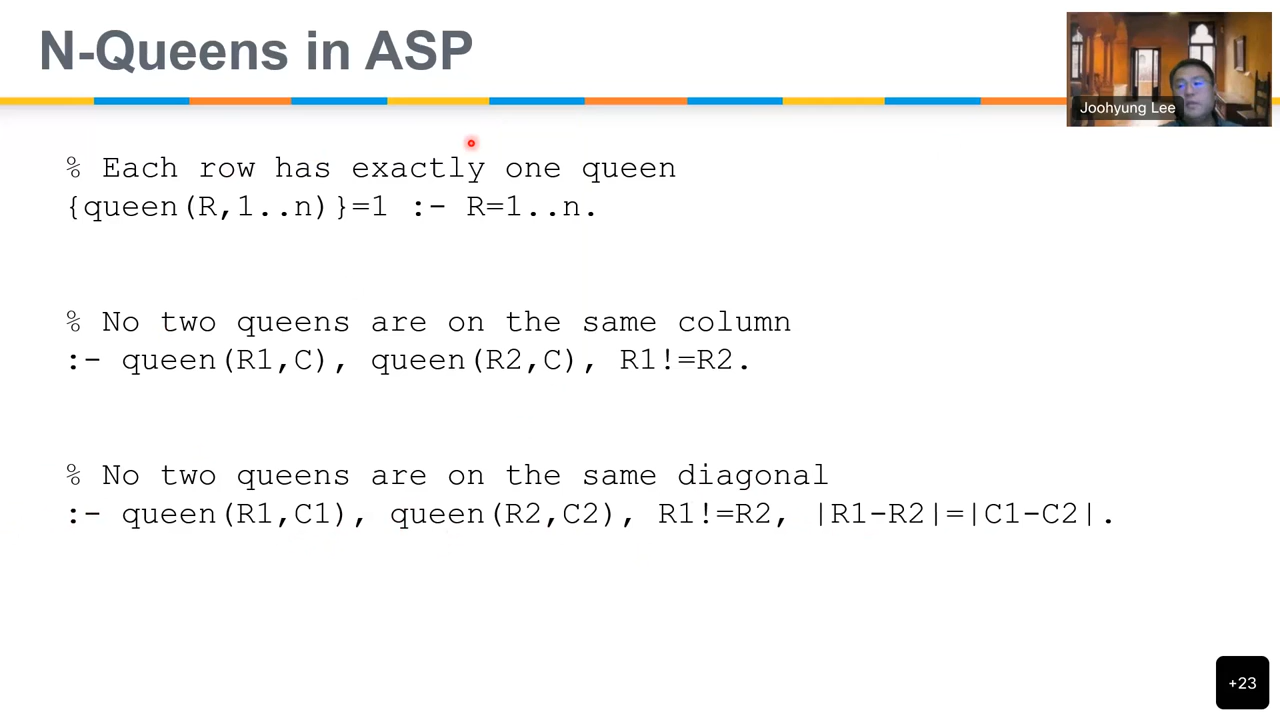 N-Queens in ASP
Joohyung Lee
% Each row has exactly one queen
{queen(R,1..n)}=1 :- R=1..n.
% No two queens are on the same column
:- queen(R1,C), queen(R2,C), R1!=R2.
% No two queens are on the same diagonal
:- queen(R1,C1), queen(R2,C2), R1!=R2, |R1-R2|=|C1-C2|.
+23